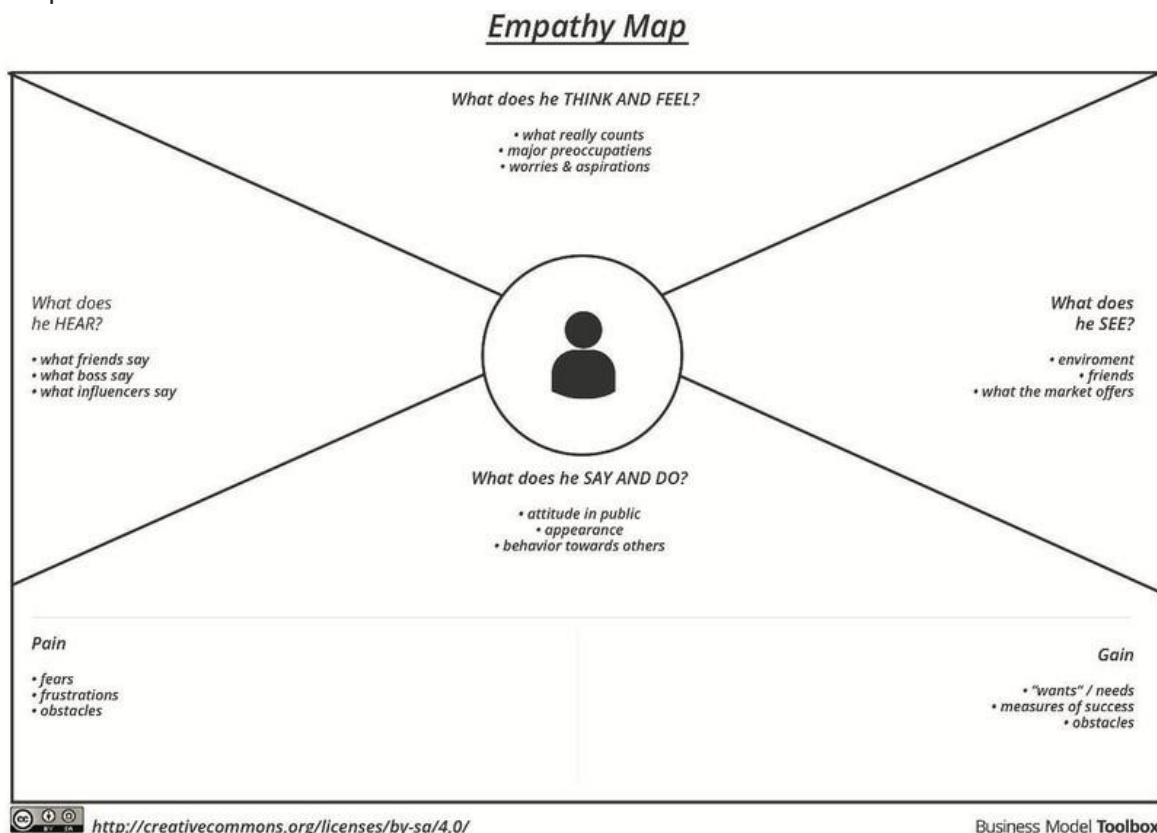 Empathy Map
What does he THINK AND FEEL?
• what really counts
• major preoccupatiens
• worries & aspirations
What does
he HEAR?
• what friends say
• what boss say
• what influencers say
What does
he SEE?
• enviroment
• friends
• what the market offers
What does he SAY AND DO?
• attitude in public
• appearance
• behavior towards others
Pain
• fears
• frustrations
• obstacles
Gain
• "wants" / needs
• measures of success
• obstacles
cc BY SA
http://creativecommons.org/licenses/by-sa/4.0/
Business Model Toolbox